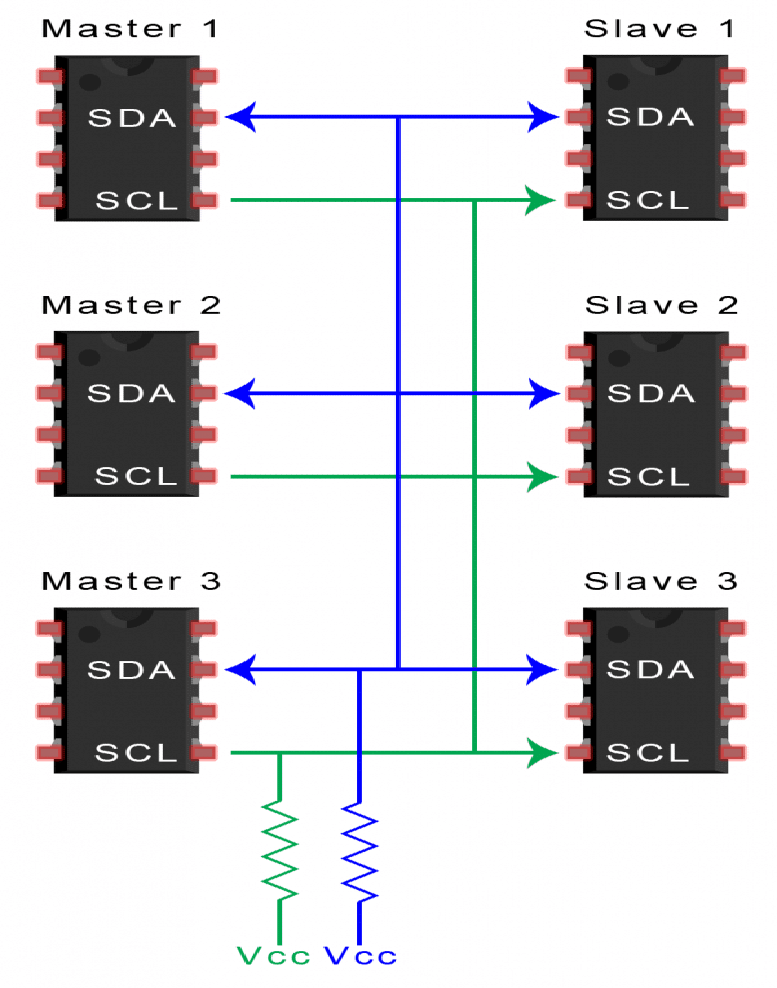 Master 1
Slave 1
SDA
SDA
SCL
SCL
Master 2
Slave 2
SDA
SDA
SCL
SCL
Master 3
Slave 3
SDA
SDA
SCL
SCL
Vcc Vcc